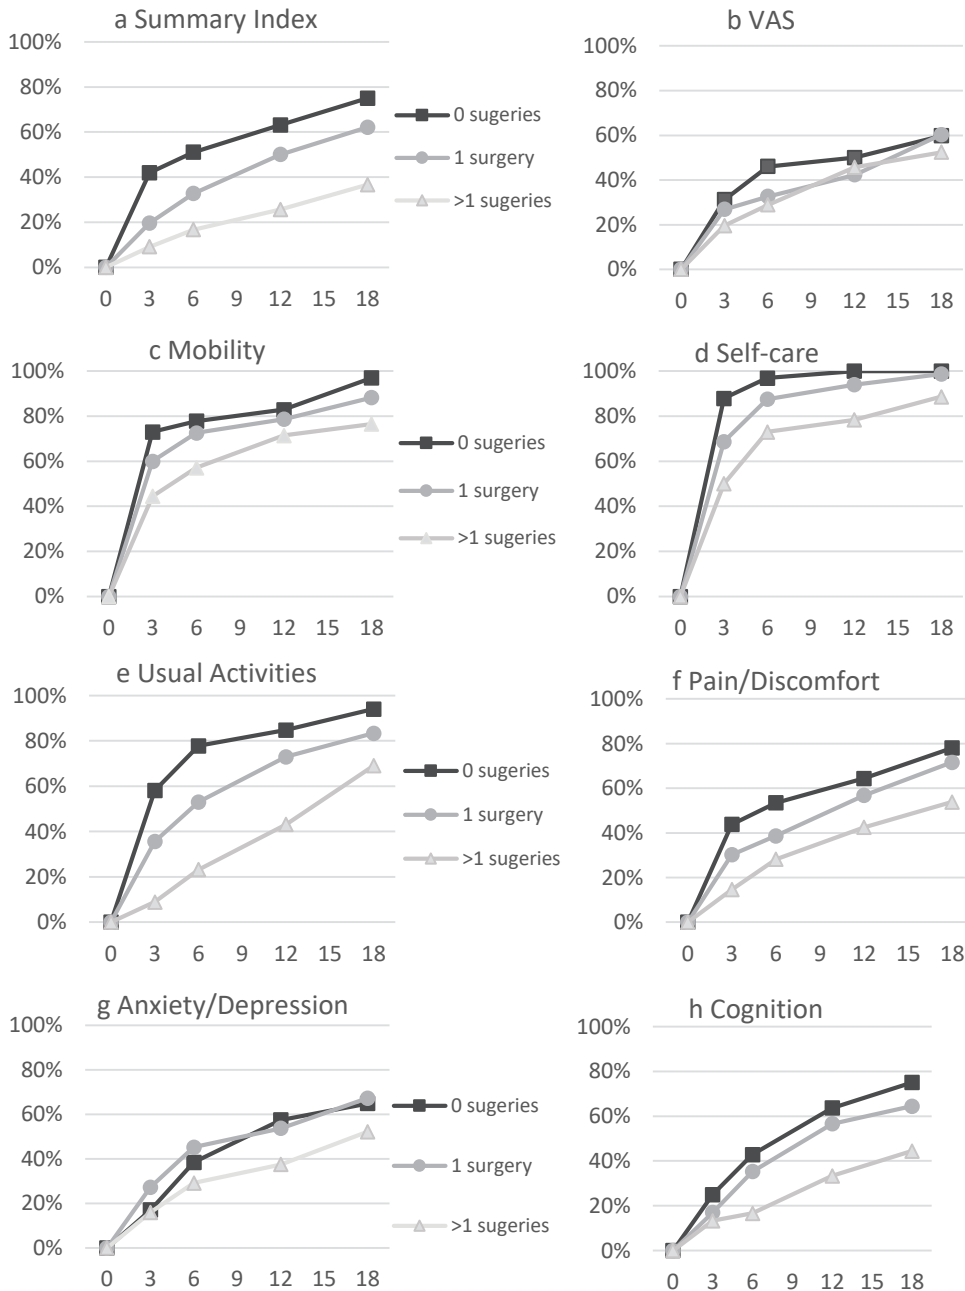 a Summary Index
100%
80%
60%
40%
20%
0%
0 3 6 9 12 15 18
0 sugeries
1 surgery
>1 sugeries
b VAS
100%
80%
60%
40%
20%
0%
0 3 6 9 12 15 18
c Mobility
100%
80%
60%
40%
20%
0%
0 3 6 9 12 15 18
0 sugeries
1 surgery
>1 sugeries
d Self-care
100%
80%
60%
40%
20%
0%
0 3 6 9 12 15 18
e Usual Activities
100%
80%
60%
40%
20%
0%
0 3 6 9 12 15 18
0 sugeries
1 surgery
>1 sugeries
f Pain/Discomfort
100%
80%
60%
40%
20%
0%
0 3 6 9 12 15 18
g Anxiety/Depression
100%
80%
60%
40%
20%
0%
0 3 6 9 12 15 18
0 sugeries
1 surgery
>1 sugeries
h Cognition
100%
80%
60%
40%
20%
0%
0 3 6 9 12 15 18